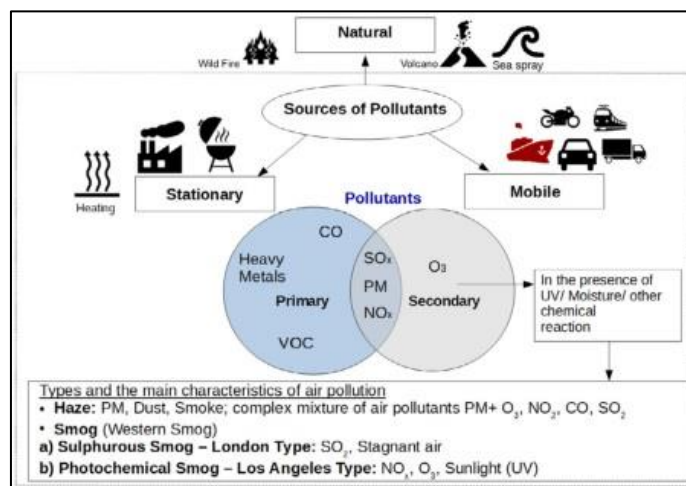 Natural
Wild Fire
Volcano
Sea spray
Sources of Pollutants
Heating
Stationary
Mobile
Pollutants
CO
Heavy
Metals
Primary
VOC
SOₓ
PM
NOₓ
O₃
Secondary
In the presence of
UV/ Moisture/ other
chemical
reaction
Types and the main characteristics of air pollution
• Haze: PM, Dust, Smoke; complex mixture of air pollutants PM+ O₃, NO₂, CO, SO₂
• Smog (Western Smog)
a) Sulphurous Smog – London Type: SO₂, Stagnant air
b) Photochemical Smog – Los Angeles Type: NOₓ, O₃, Sunlight (UV)